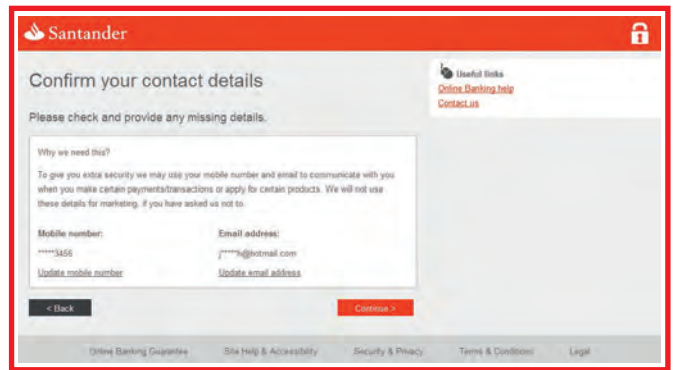 Santander
Confirm your contact details
Please check and provide any missing details.
Why we need this?
To give you extra security we may use your mobile number and email to communicate with you
when you make certain payments/transactions or apply for certain products. We will not use
these details for marketing, if you have asked us not to.
Mobile number:
*****3456
Update mobile number
Email address:
j*****h@hotmail.com
Update email address
< Back
Continue >
Useful links
Online Banking help
Contact us
Online Banking Guarantee
Site Help & Accessibility
Security & Privacy
Terms & Conditions
Legal